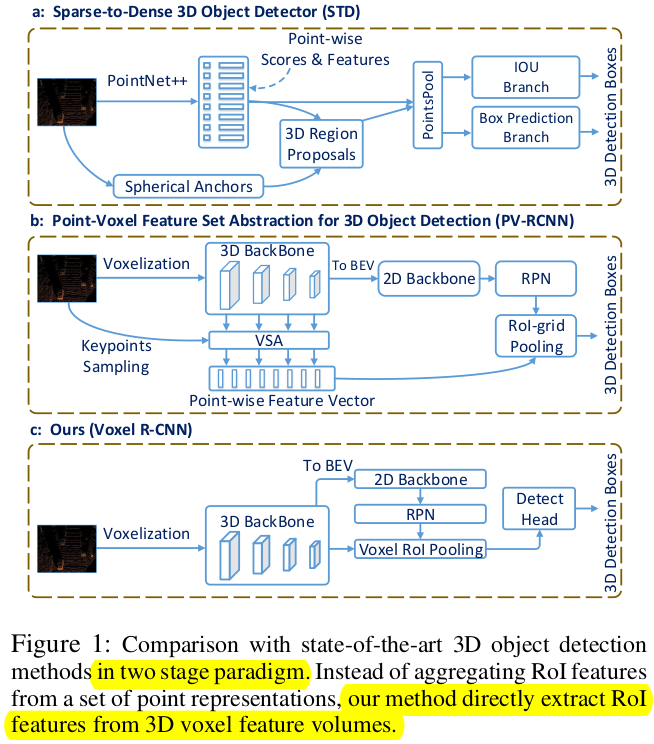 a: Sparse-to-Dense 3D Object Detector (STD)
Point-wise
Scores & Features
PointNet++
3D Region
Proposals
Spherical Anchors
PointsPool
IOU
Branch
Box Prediction
Branch
3D Detection Boxes
b: Point-Voxel Feature Set Abstraction for 3D Object Detection (PV-RCNN)
Voxelization
3D BackBone
To BEV
2D Backbone
RPN
Keypoints
Sampling
VSA
RoI-grid
Pooling
Point-wise Feature Vector
3D Detection Boxes
c: Ours (Voxel R-CNN)
To BEV
2D Backbone
Voxelization
3D BackBone
RPN
Voxel RoI Pooling
Detect
Head
3D Detection Boxes
Figure 1: Comparison with state-of-the-art 3D object detection
methods in two stage paradigm. Instead of aggregating RoI features
from a set of point representations, our method directly extract RoI
features from 3D voxel feature volumes.